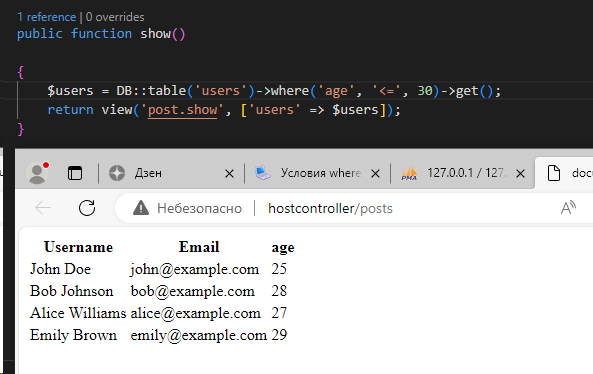 1 reference | 0 overrides
public function show()
{
$users = DB::table('users')->where('age', '<=', 30)->get();
return view('post.show', ['users' => $users]);
}
Дзен
Условия where
127.0.0.1 / 127.
doc
Небезопасно | hostcontroller/posts
Username Email age
John Doe john@example.com 25
Bob Johnson bob@example.com 28
Alice Williams alice@example.com 27
Emily Brown emily@example.com 29